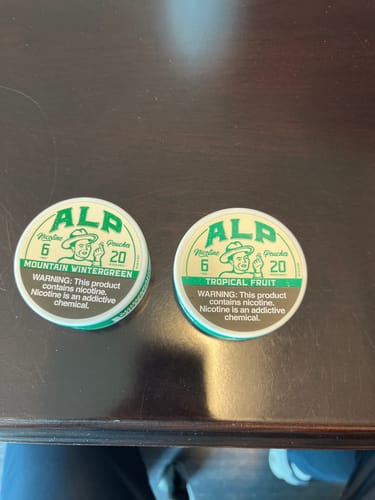 ALP
Nicotine Pouches
6 20
MOUNTAIN WINTERGREEN
WARNING: This product
contains nicotine.
Nicotine is an addictive
chemical.
ALP
Nicotine Pouches
6 20
TROPICAL FRUIT
WARNING: This product
contains nicotine.
Nicotine is an addictive
chemical.